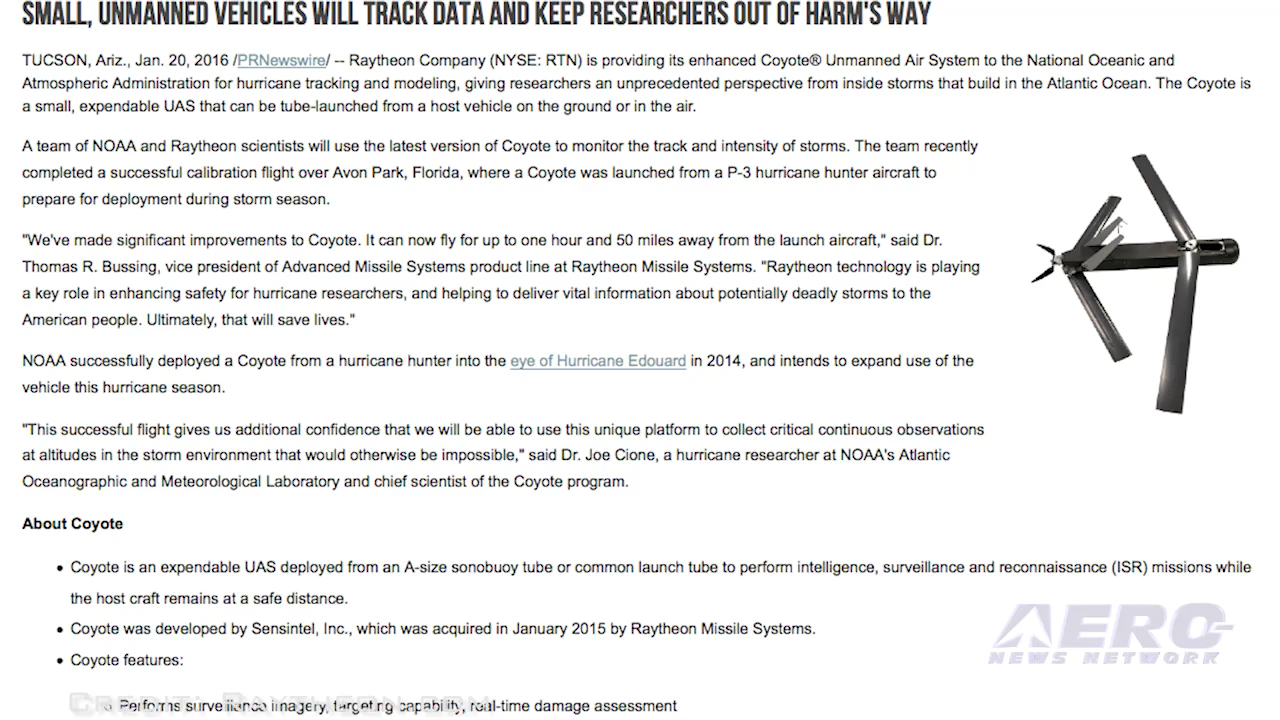 SMALL, UNMANNED VEHICLES WILL TRACK DATA AND KEEP RESEARCHERS OUT OF HARM'S WAY
TUCSON, Ariz., Jan. 20, 2016 /PRNewswire/ -- Raytheon Company (NYSE: RTN) is providing its enhanced Coyote® Unmanned Air System to the National Oceanic and
Atmospheric Administration for hurricane tracking and modeling, giving researchers an unprecedented perspective from inside storms that build in the Atlantic Ocean. The Coyote is
a small, expendable UAS that can be tube-launched from a host vehicle on the ground or in the air.
A team of NOAA and Raytheon scientists will use the latest version of Coyote to monitor the track and intensity of storms. The team recently
completed a successful calibration flight over Avon Park, Florida, where a Coyote was launched from a P-3 hurricane hunter aircraft to
prepare for deployment during storm season.
"We've made significant improvements to Coyote. It can now fly for up to one hour and 50 miles away from the launch aircraft," said Dr.
Thomas R. Bussing, vice president of Advanced Missile Systems product line at Raytheon Missile Systems. "Raytheon technology is playing
a key role in enhancing safety for hurricane researchers, and helping to deliver vital information about potentially deadly storms to the
American people. Ultimately, that will save lives."
NOAA successfully deployed a Coyote from a hurricane hunter into the eye of Hurricane Edouard in 2014, and intends to expand use of the
vehicle this hurricane season.
"This successful flight gives us additional confidence that we will be able to use this unique platform to collect critical continuous observations
at altitudes in the storm environment that would otherwise be impossible," said Dr. Joe Cione, a hurricane researcher at NOAA's Atlantic
Oceanographic and Meteorological Laboratory and chief scientist of the Coyote program.
About Coyote
• Coyote is an expendable UAS deployed from an A-size sonobuoy tube or common launch tube to perform intelligence, surveillance and reconnaissance (ISR) missions while
the host craft remains at a safe distance.
• Coyote was developed by Sensintel, Inc., which was acquired in January 2015 by Raytheon Missile Systems.
• Coyote features:
AERO
NEWS NETWORK
Performs surveillance imagery, targeting capability, real-time damage assessment
Credit: Raytheon.com